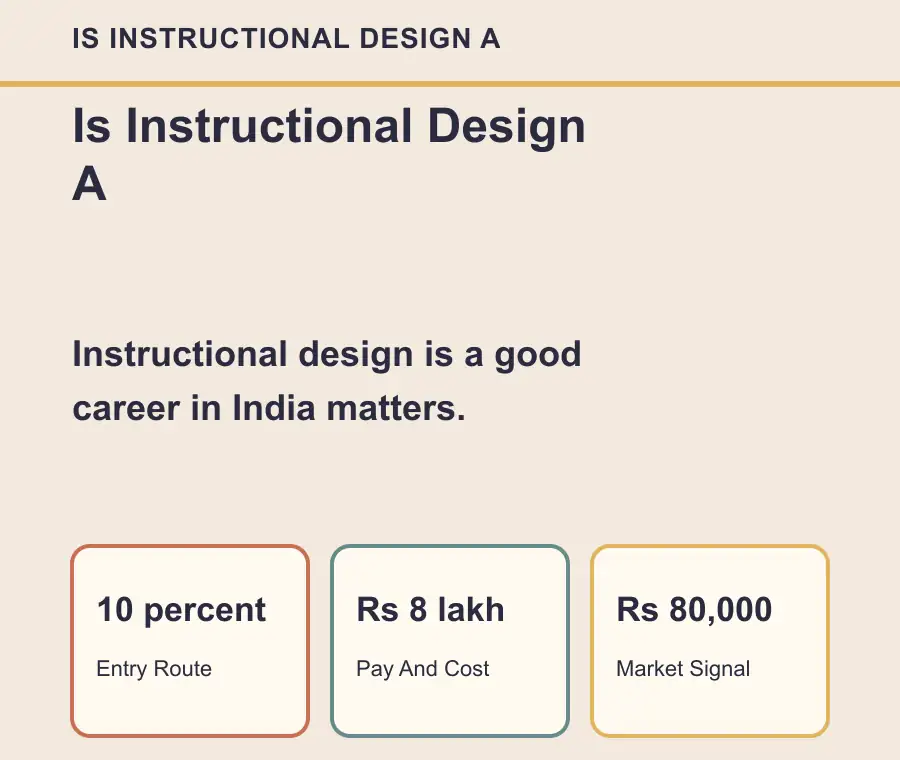 IS INSTRUCTIONAL DESIGN A
Is Instructional Design
A
Instructional design is a good
career in India matters.
10 percent
Entry Route
Rs 8 lakh
Pay And Cost
Rs 80,000
Market Signal